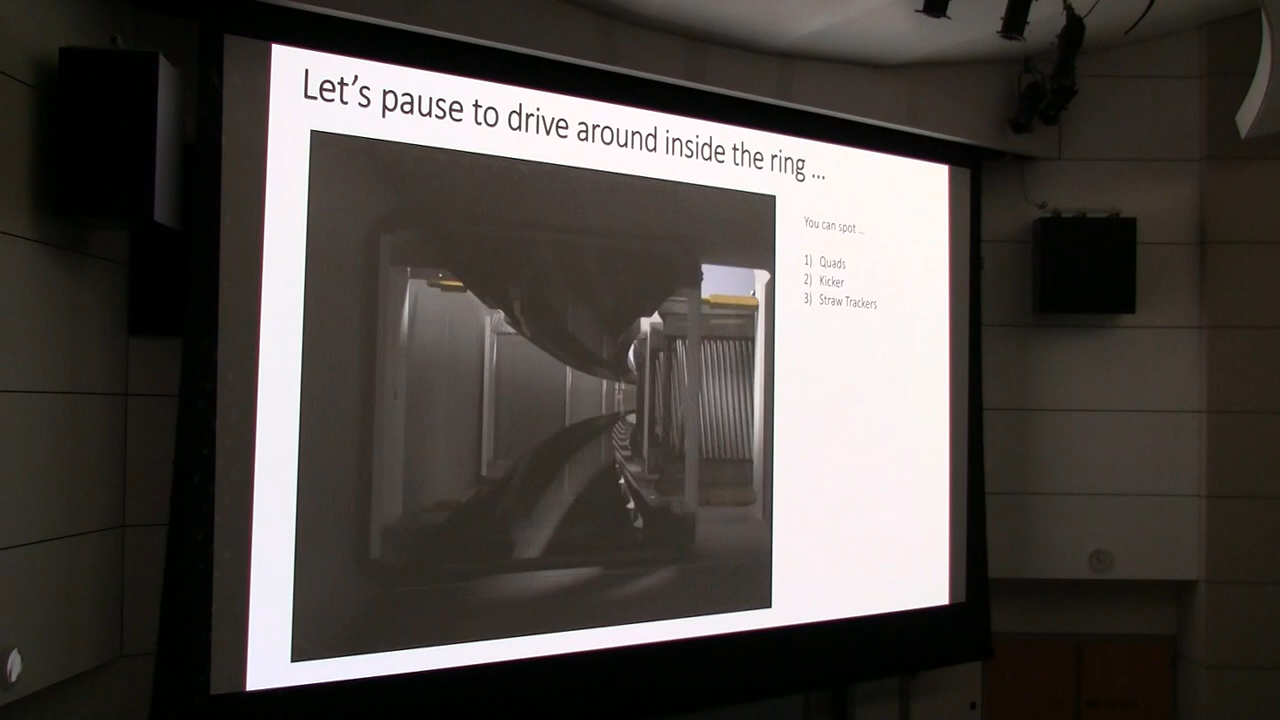 Let's pause to drive around inside the ring ...
You can spot ...
1) Quads
2) Kicker
3) Straw Trackers